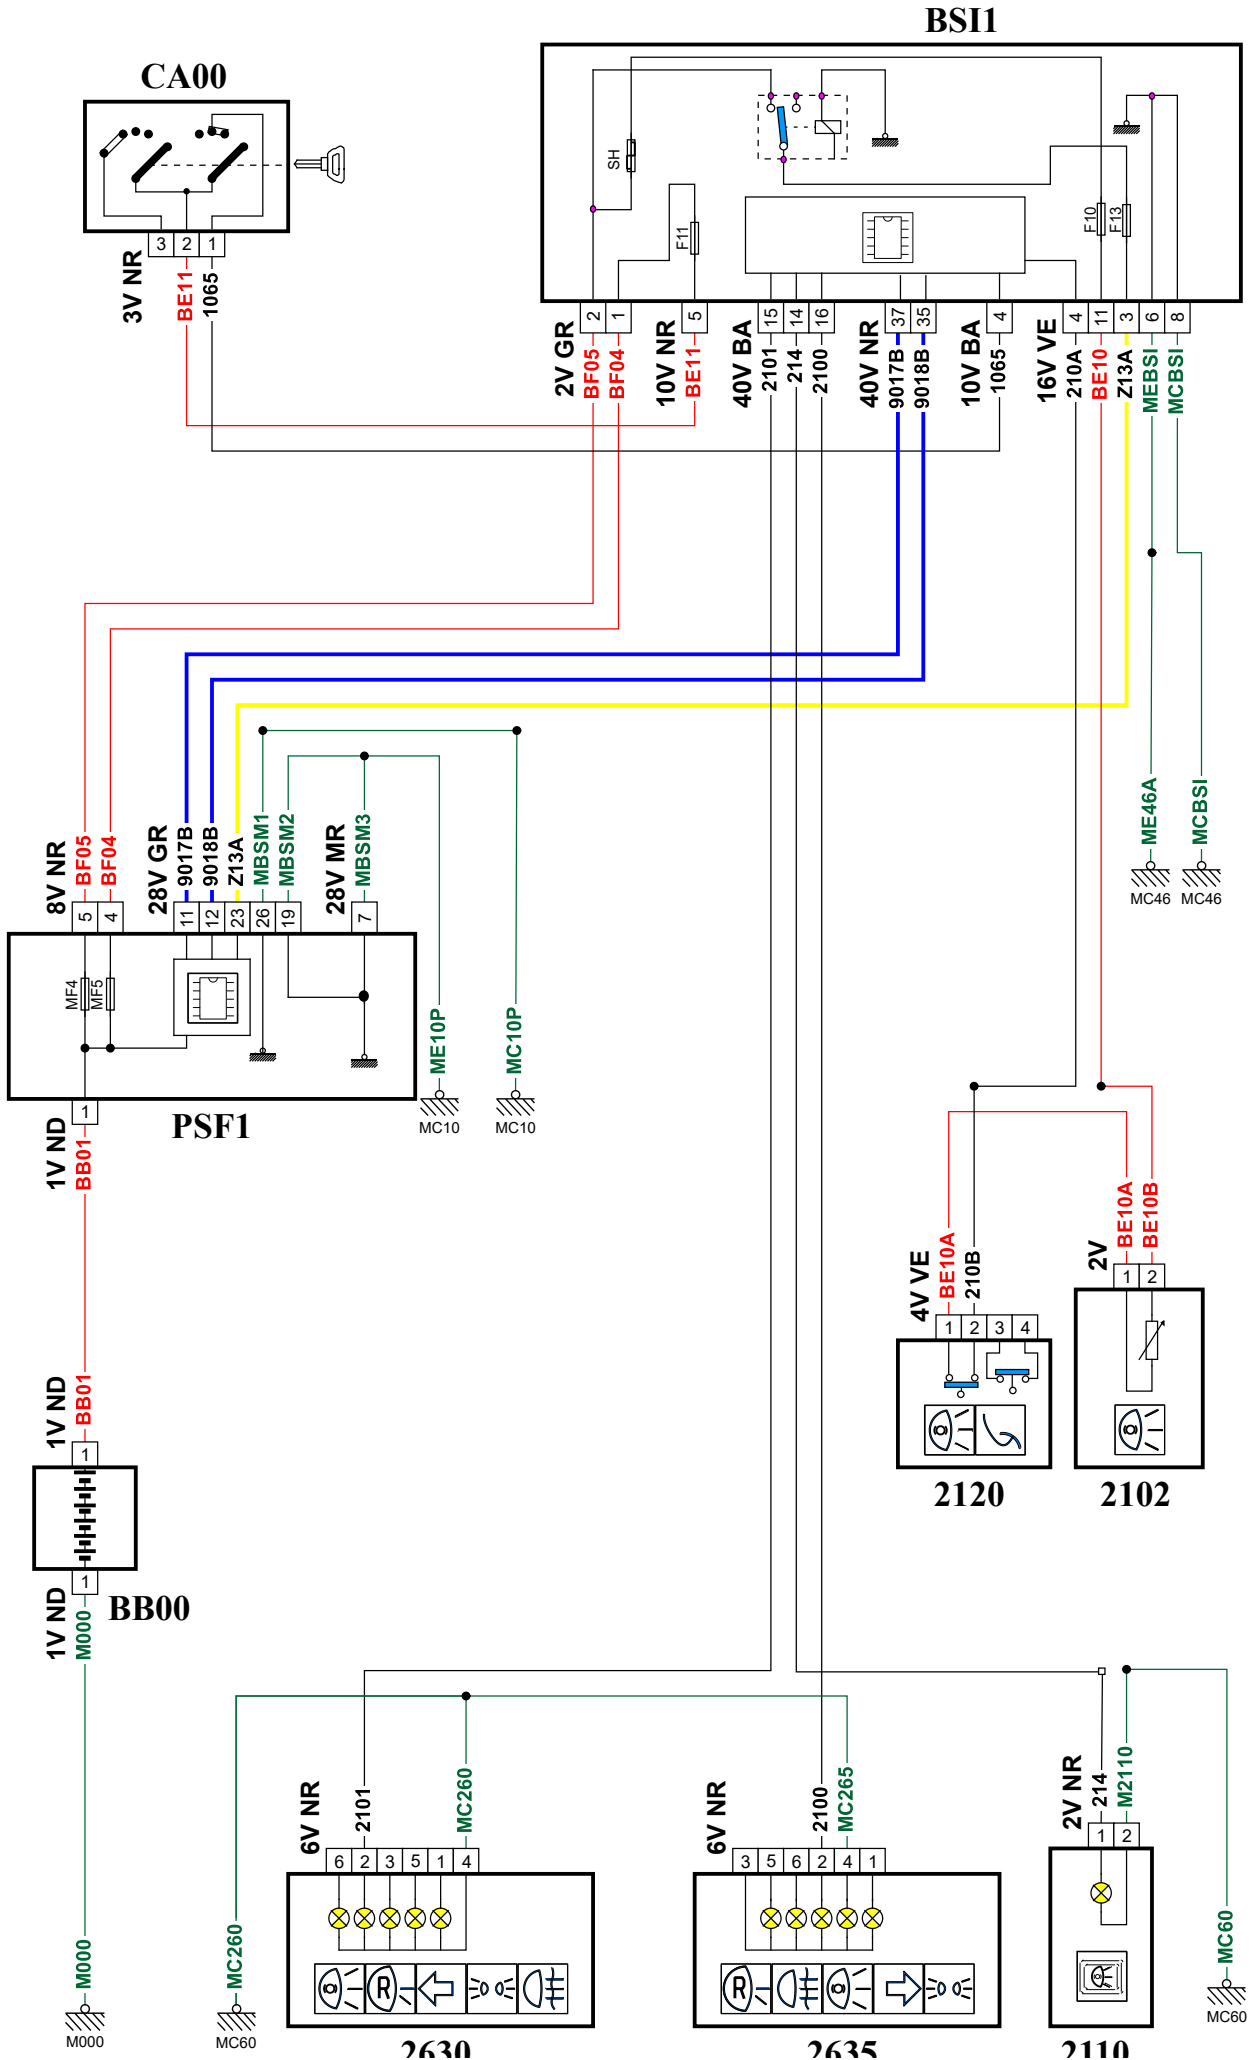 BSI1
CA00
SH
F11
F10
F13
3 2 1
3V NR
BE11
1065
2 1
5
15 14 16
37 35
4
4 11 3 6 8
2V GR
BF05
BF04
10V NR
BE11
40V BA
2101
214
2100
40V NR
9017B
9018B
10V BA
1065
16V VE
210A
BE10
Z13A
MEBSI
MCBSI
ME46A
MCBSI
MC46 MC46
8V NR
BF05
BF04
28V GR
9017B
9018B
Z13A
MBSM1
MBSM2
28V MR
MBSM3
5 4
11 12 23 26 19
7
MF4
MF5
ME10P
MC10P
MC10 MC10
1
PSF1
1V ND
BB01
1V ND
BB01
1
1
BB00
1V ND
M000
M000
M000
4V VE
BE10A
210B
2V
BE10A
BE10B
1 2
1 2 3 4
2120
2102
6V NR
2101
MC260
6V NR
2100
MC265
2V NR
214
M2110
1 2
6 2 3 5 1 4
3 5 6 2 4 1
MC260
MC60
R
R
MC60
MC60
2630
2635
2110